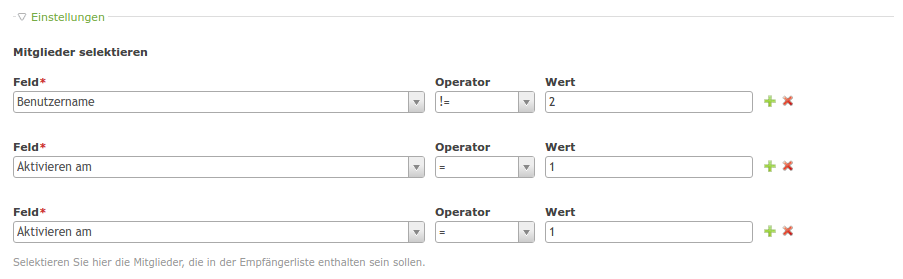 Einstellungen
Mitglieder selektieren
Feld* Operator Wert
Benutzername != 2
Feld* Operator Wert
Aktivieren am = 1
Feld* Operator Wert
Aktivieren am = 1
Selektieren Sie hier die Mitglieder, die in der Empfängerliste enthalten sein sollen.